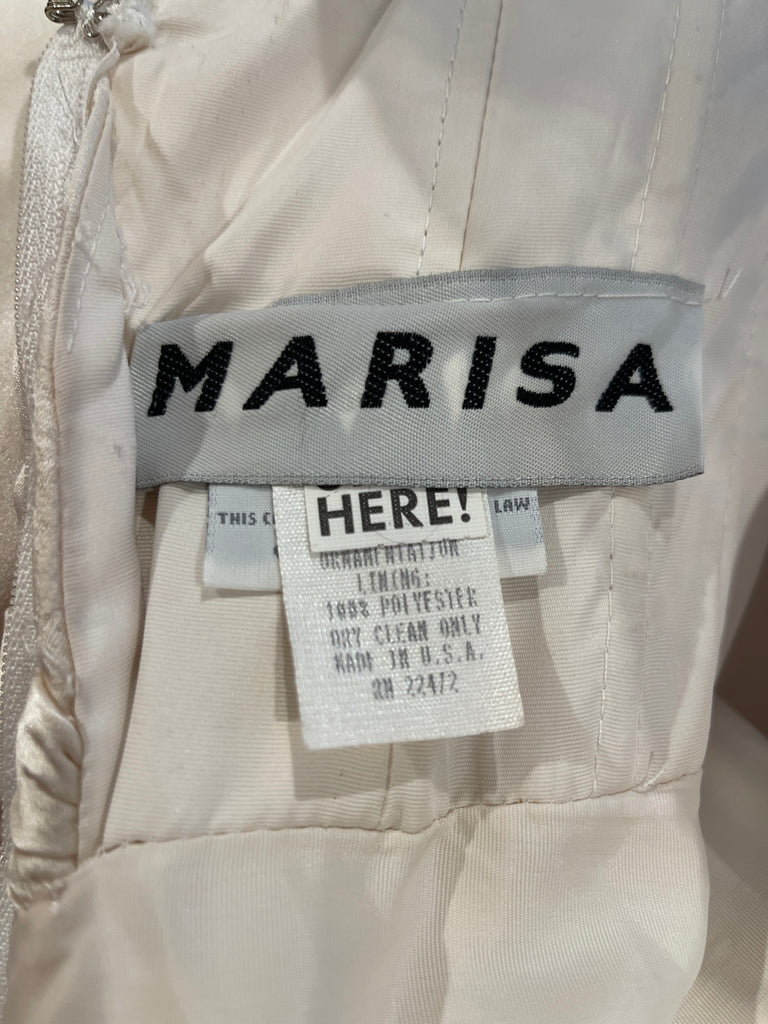 MARISA
HERE!
THIS C
LAW
ORNAMENTATION
LINING:
100% POLYESTER
DRY CLEAN ONLY
MADE IN U.S.A.
RN 22472